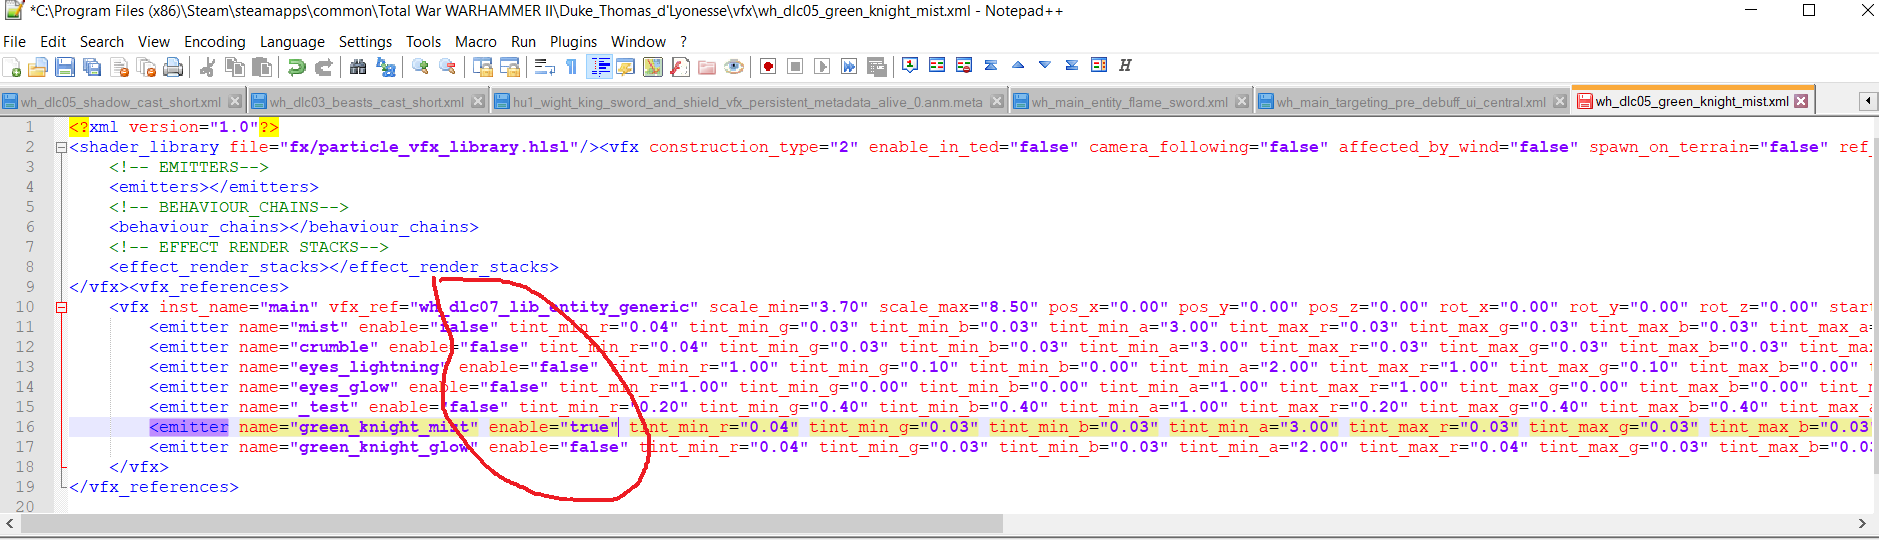 *C:\Program Files (x86)\Steam\steamapps\common\Total War WARHAMMER II\Duke_Thomas_d'Lyonesse\vfx\wh_dlc05_green_knight_mist.xml - Notepad++
File Edit Search View Encoding Language Settings Tools Macro Run Plugins Window ?
wh_dlc05_shadow_cast_short.xml wh_dlc03_beasts_cast_short.xml hu1_wight_king_sword_and_shield_vfx_persistent_metadata_alive_0.anm.meta wh_main_entity_flame_sword.xml wh_main_targeting_pre_debuff_ui_central.xml wh_dlc05_green_knight_mist.xml
1 <?xml version="1.0"?>
2 <shader_library file="fx/particle_vfx_library.hlsl"/><vfx construction_type="2" enable_in_ted="false" camera_following="false" affected_by_wind="false" spawn_on_terrain="false" ref_
3 <!-- EMITTERS-->
4 <emitters></emitters>
5 <!-- BEHAVIOUR_CHAINS-->
6 <behaviour_chains></behaviour_chains>
7 <!-- EFFECT RENDER STACKS-->
8 <effect_render_stacks></effect_render_stacks>
9 </vfx><vfx_references>
10 <vfx inst_name="main" vfx_ref="wh_dlc07_lib_entity_generic" scale_min="3.70" scale_max="8.50" pos_x="0.00" pos_y="0.00" pos_z="0.00" rot_x="0.00" rot_y="0.00" rot_z="0.00" star
11 <emitter name="mist" enable="false" tint_min_r="0.04" tint_min_g="0.03" tint_min_b="0.03" tint_min_a="3.00" tint_max_r="0.03" tint_max_g="0.03" tint_max_b="0.03" tint_max_a=
12 <emitter name="crumble" enable="false" tint_min_r="0.04" tint_min_g="0.03" tint_min_b="0.03" tint_min_a="3.00" tint_max_r="0.03" tint_max_g="0.03" tint_max_b="0.03" tint_ma
13 <emitter name="eyes_lightning" enable="false" tint_min_r="1.00" tint_min_g="0.10" tint_min_b="0.00" tint_min_a="2.00" tint_max_r="1.00" tint_max_g="0.10" tint_max_b="0.00"
14 <emitter name="eyes_glow" enable="false" tint_min_r="1.00" tint_min_g="0.00" tint_min_b="0.00" tint_min_a="1.00" tint_max_r="1.00" tint_max_g="0.00" tint_max_b="0.00" tint_
15 <emitter name="_test" enable="false" tint_min_r="0.20" tint_min_g="0.40" tint_min_b="0.40" tint_min_a="1.00" tint_max_r="0.20" tint_max_g="0.40" tint_max_b="0.40" tint_max_a
16 <emitter name="green_knight_mist" enable="true" tint_min_r="0.04" tint_min_g="0.03" tint_min_b="0.03" tint_min_a="3.00" tint_max_r="0.03" tint_max_g="0.03" tint_max_b="0.03"
17 <emitter name="green_knight_glow" enable="false" tint_min_r="0.04" tint_min_g="0.03" tint_min_b="0.03" tint_min_a="2.00" tint_max_r="0.04" tint_max_g="0.03" tint_max_b="0.0
18 </vfx>
19 </vfx_references>
20